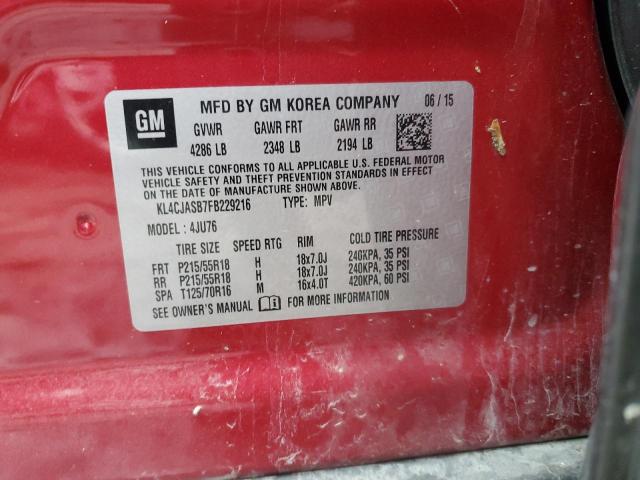 GM MFD BY GM KOREA COMPANY 06 / 15
GVWR GAWR FRT GAWR RR
4286 LB 2348 LB 2194 LB
THIS VEHICLE CONFORMS TO ALL APPLICABLE U.S. FEDERAL MOTOR
VEHICLE SAFETY AND THEFT PREVENTION STANDARDS IN EFFECT
ON THE DATE OF MANUFACTURE SHOWN ABOVE.
KL4CJASB7FB229216 TYPE: MPV
MODEL : 4JU76
TIRE SIZE SPEED RTG RIM COLD TIRE PRESSURE
FRT P215/55R18 H 18x7.0J 240KPA, 35 PSI
RR P215/55R18 H 18x7.0J 240KPA, 35 PSI
SPA T125/70R16 M 16x4.0T 420KPA, 60 PSI
SEE OWNER'S MANUAL FOR MORE INFORMATION